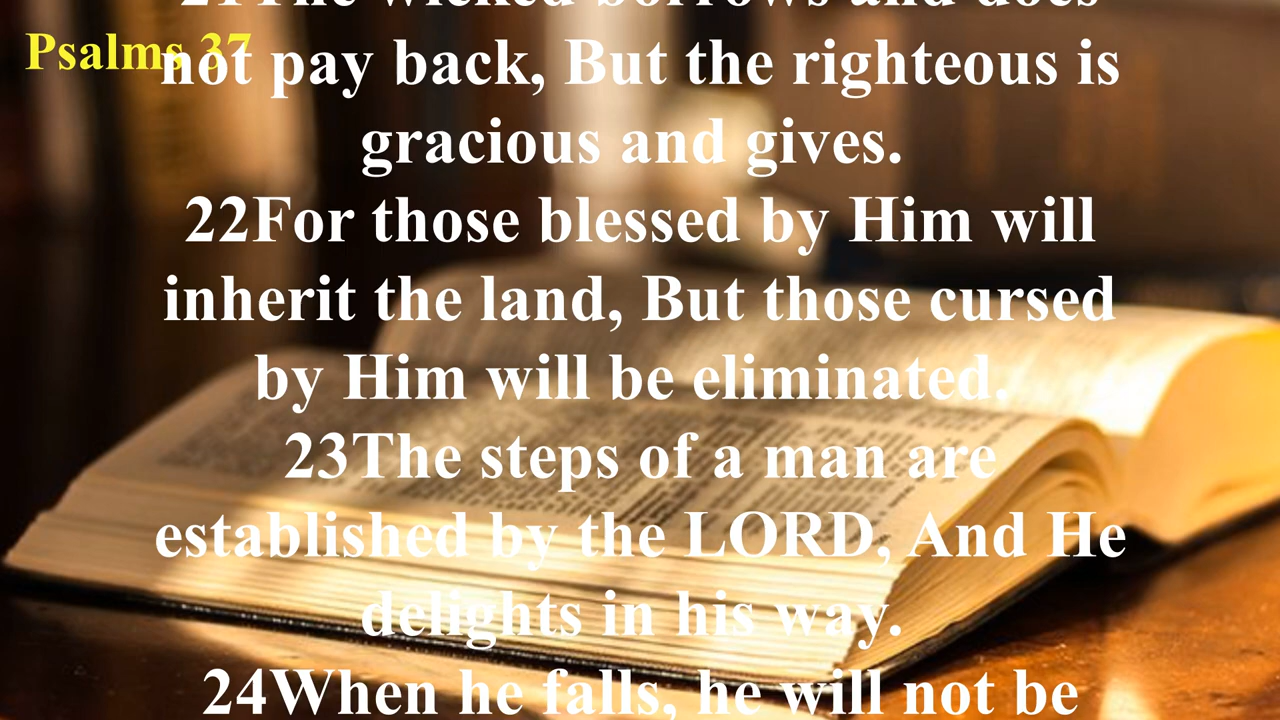 21The wicked borrows and does
Psalms 37
not pay back, But the righteous is
gracious and gives.
22For those blessed by Him will
inherit the land, But those cursed
by Him will be eliminated.
23The steps of a man are
established by the LORD, And He
delights in his way.
24When he falls, he will not be